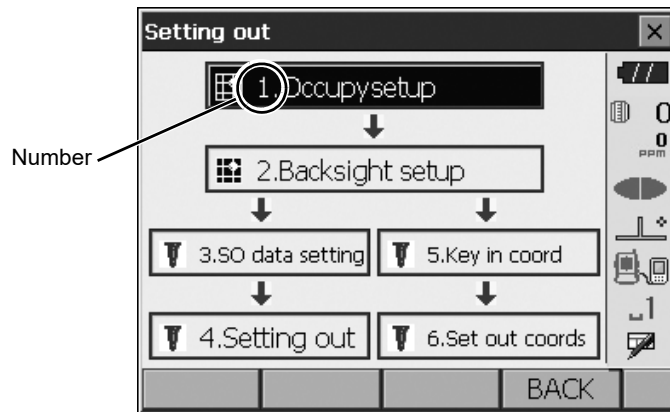 Setting out
1.Occupysetup
Number
2.Backsight setup
3.SO data setting
5.Key in coord
4.Setting out
6.Set out coords
0
0
PPM
1
BACK